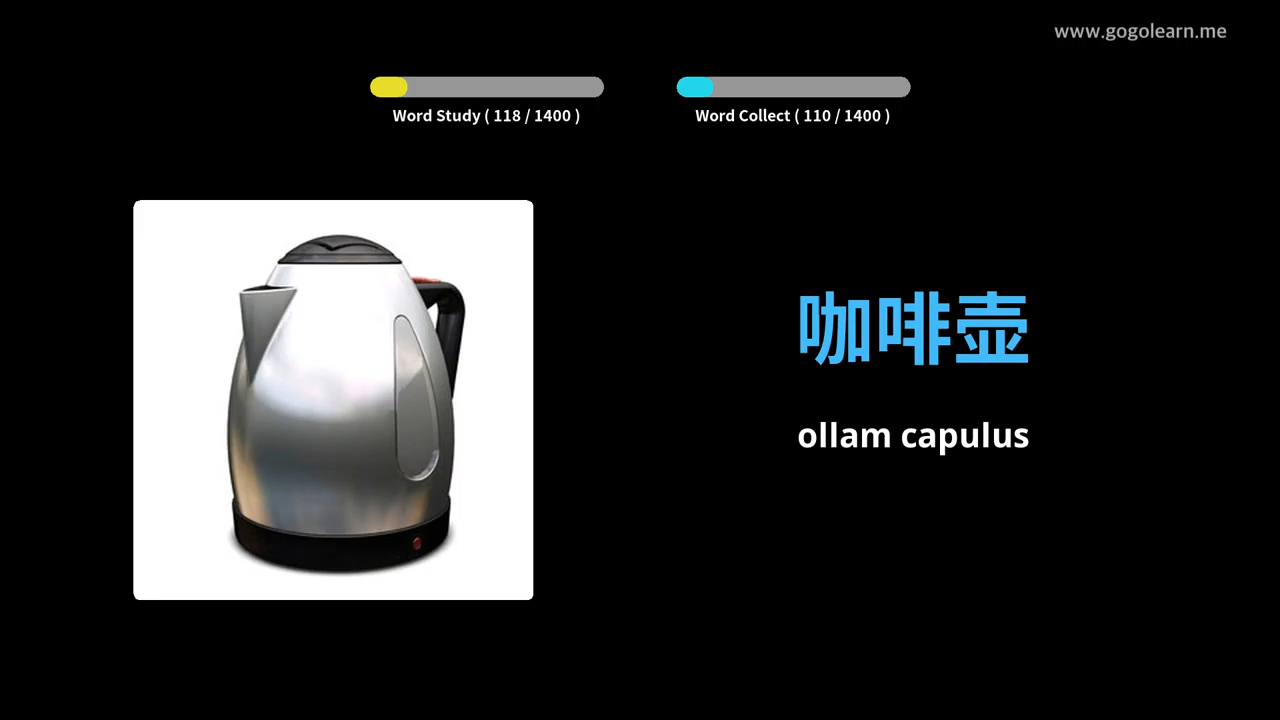 www.gogolearn.me
Word Study ( 118 / 1400 )
Word Collect ( 110 / 1400 )
咖啡壶
ollam capulus